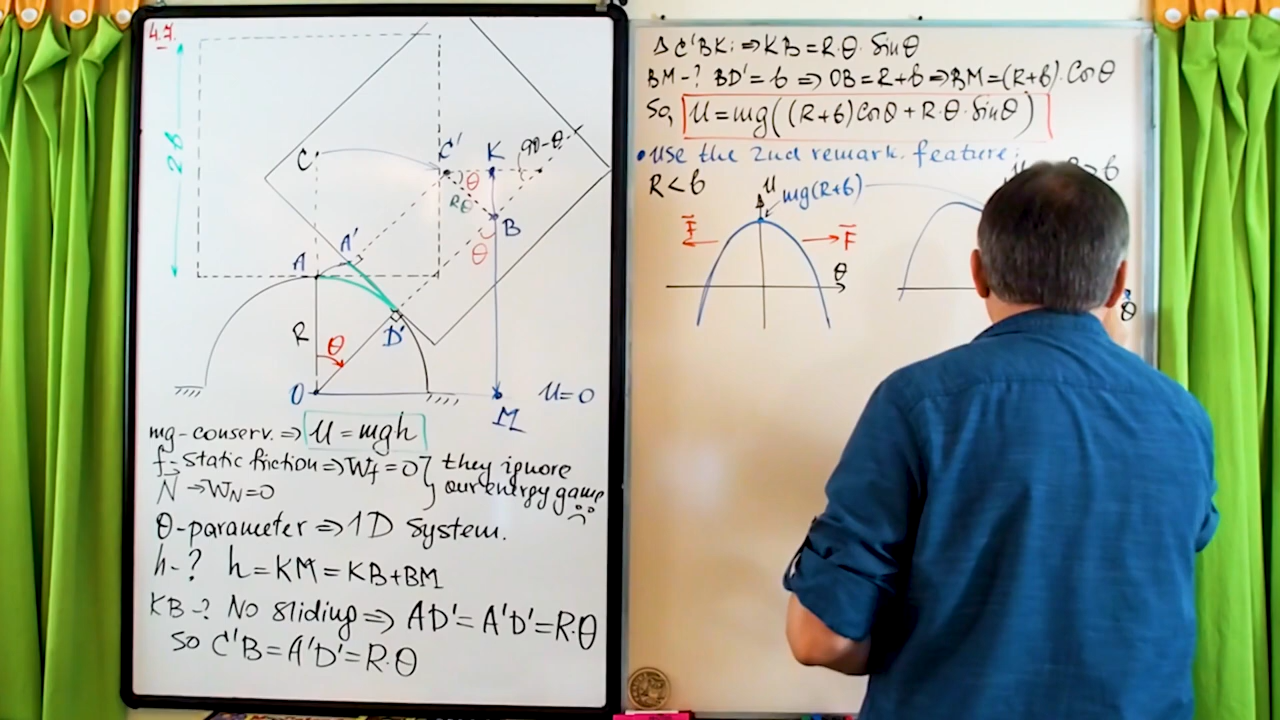 4.7.
2b
C
C'
K
90-θ
θ
Rθ
B
θ
A
A'
R
θ
D'
O
M
U=0
mg-conserv. ⇒ U = mgh
f-static friction ⇒ Wf = 0 } they ignore
N → WN = 0 } our energy game
θ-parameter ⇒ 1D system.
h-? h = KM = KB+BM
KB-? No sliding ⇒ AD' = A'D' = R·θ
so C'B = A'D' = R·θ
Δ C'BK: ⇒ KB = R·θ·Sinθ
BM-? BD' = b ⇒ OB = R+b ⇒ BM = (R+b)·Cosθ
So, U = mg((R+b)Cosθ + R·θ·Sinθ)
• Use the 2nd remark. feature:
R < b
U
mg(R+b)
F
F
θ
b
θ